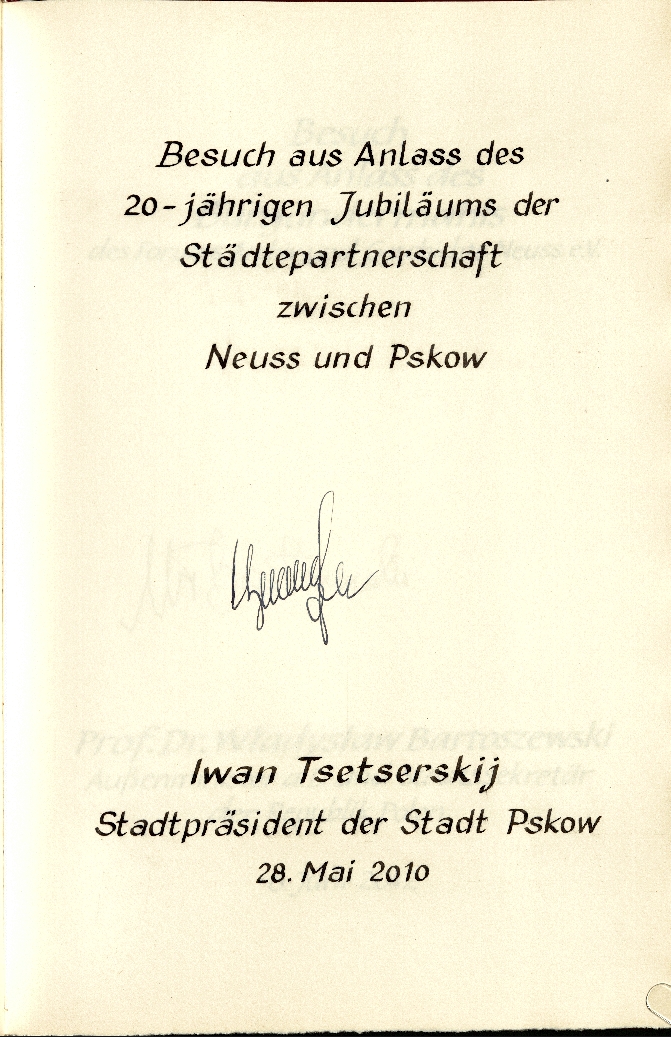 Besuch aus Anlass des
20-jährigen Jubiläums der
Städtepartnerschaft
zwischen
Neuss und Pskow
Iwan Tsetserskij
Stadtpräsident der Stadt Pskow
28. Mai 2010